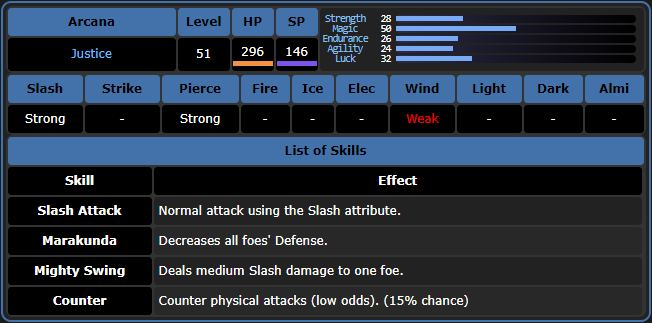 Arcana Level HP SP
Justice 51 296 146
Strength 28
Magic 50
Endurance 26
Agility 24
Luck 32
Slash Strike Pierce Fire Ice Elec Wind Light Dark Almi
Strong - Strong - - - Weak - - -
List of Skills
Skill Effect
Slash Attack Normal attack using the Slash attribute.
Marakunda Decreases all foes' Defense.
Mighty Swing Deals medium Slash damage to one foe.
Counter Counter physical attacks (low odds). (15% chance)